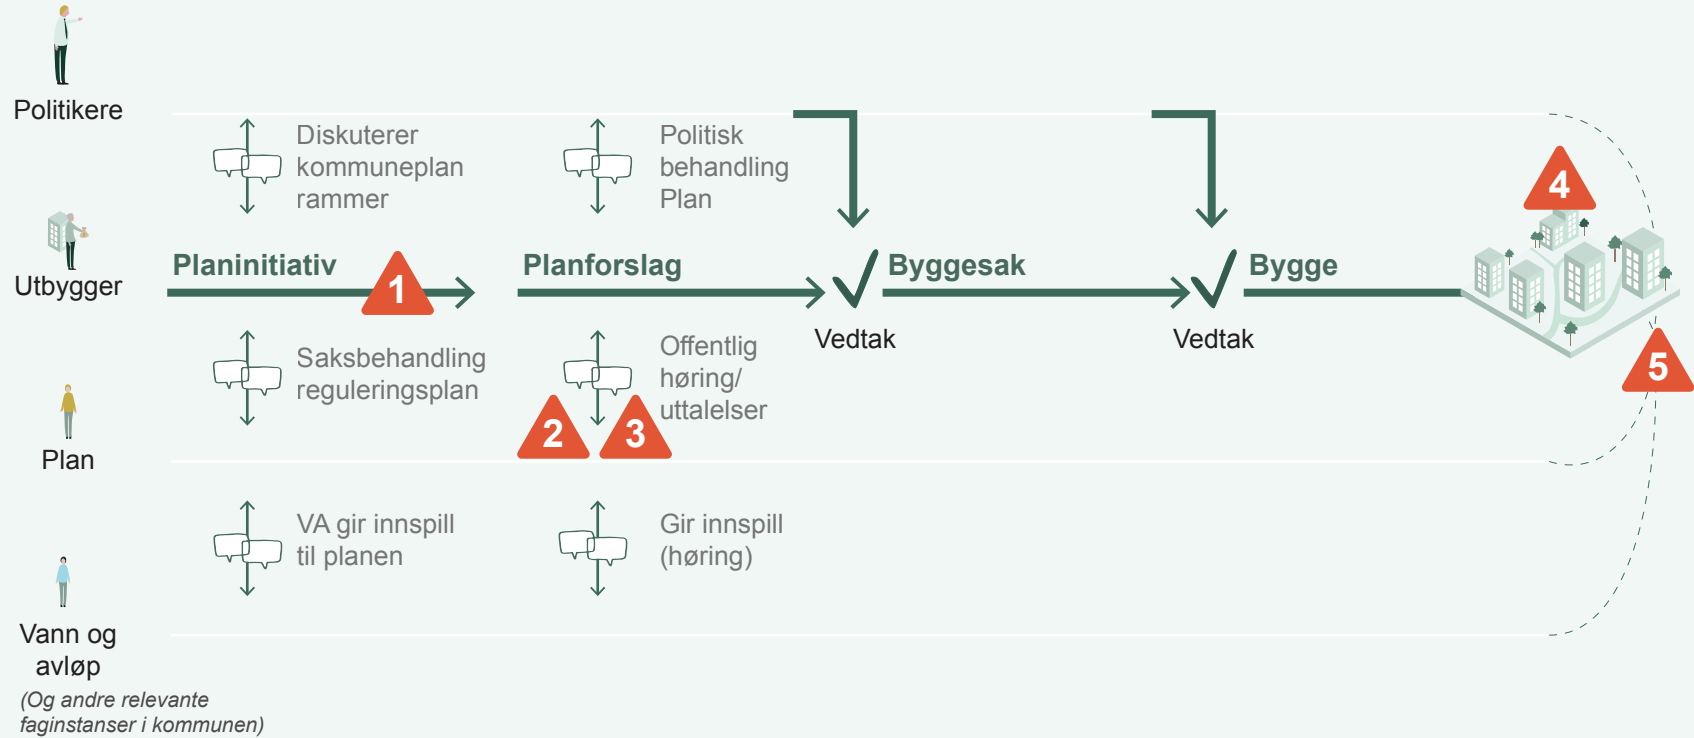 Politikere
Diskuterer
kommuneplan
rammer
Politisk
behandling
Plan
4
Utbygger
Planinitiativ
1
Planforslag
Byggesak
Bygge
Vedtak
Vedtak
Saksbehandling
reguleringsplan
Offentlig
høring/
uttalelser
5
2
3
Plan
VA gir innspill
til planen
Gir innspill
(høring)
Vann og
avløp
(Og andre relevante
faginstanser i kommunen)